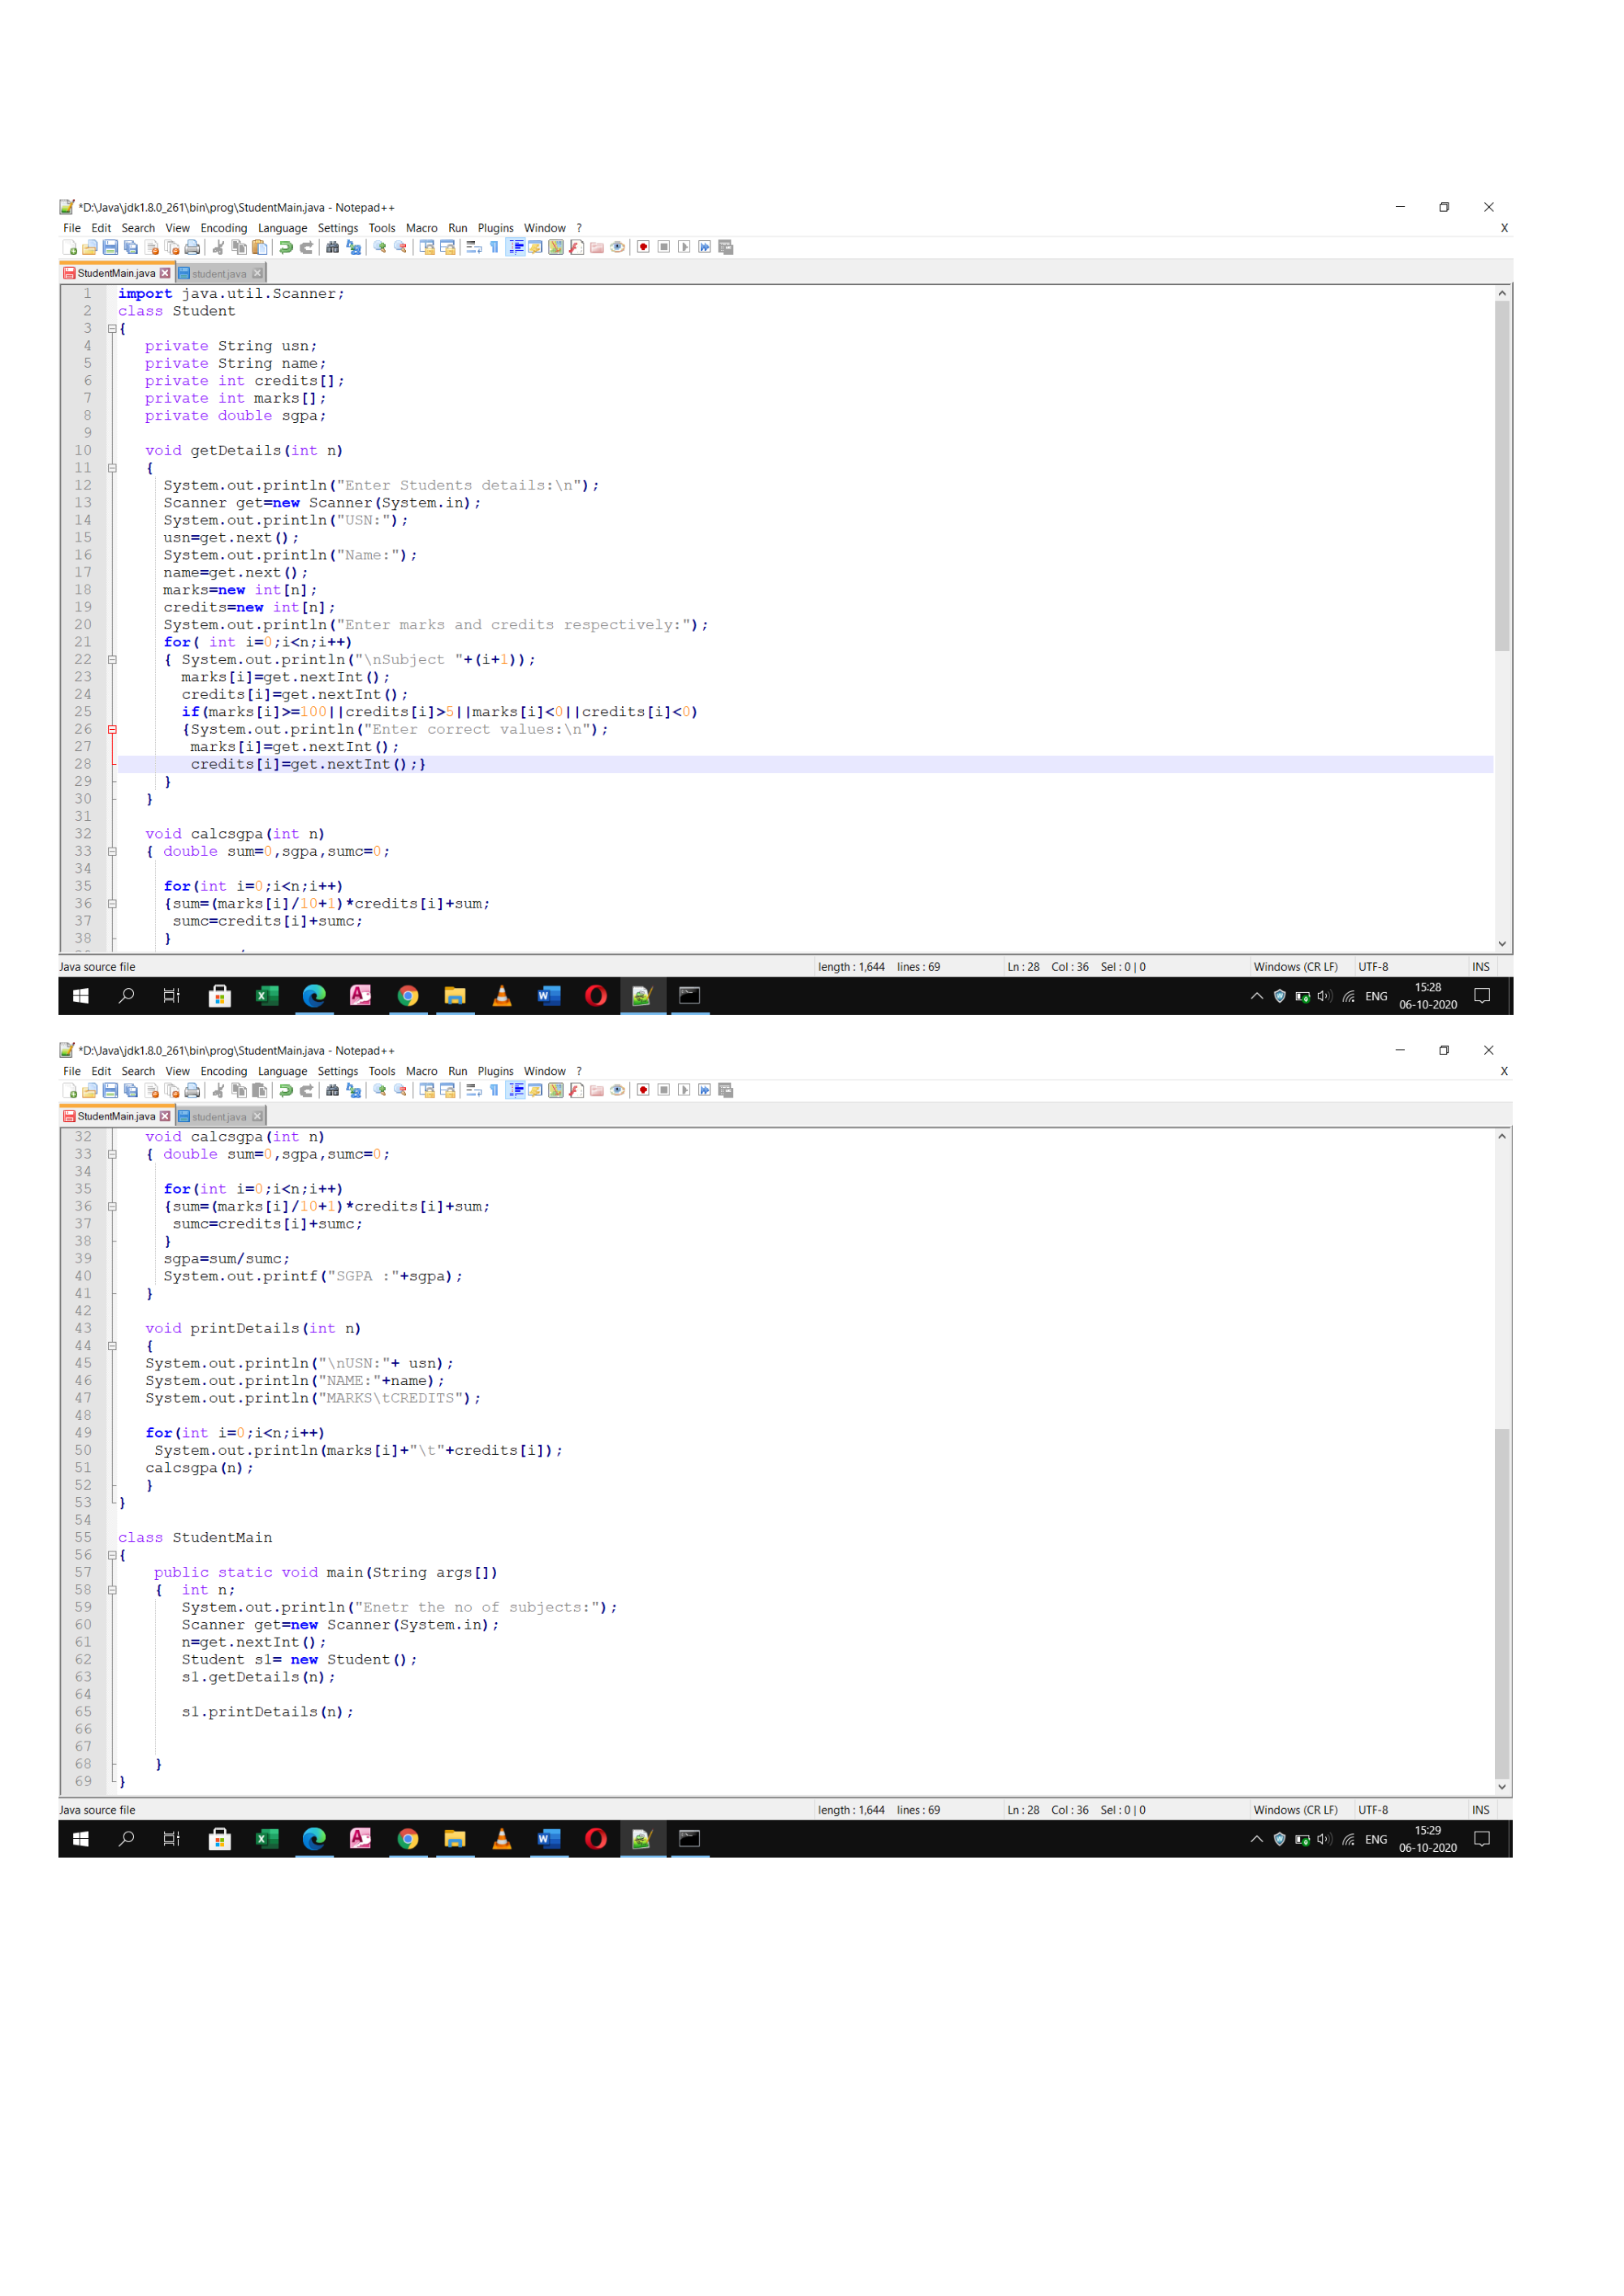 *D:\Java\jdk1.8.0_261\bin\prog\StudentMain.java - Notepad++
File Edit Search View Encoding Language Settings Tools Macro Run Plugins Window ? X
StudentMain.java student.java
1 import java.util.Scanner;
2 class Student
3 {
4 private String usn;
5 private String name;
6 private int credits[];
7 private int marks[];
8 private double sgpa;
9
10 void getDetails(int n)
11 {
12 System.out.println("Enter Students details:\n");
13 Scanner get=new Scanner(System.in);
14 System.out.println("USN:");
15 usn=get.next();
16 System.out.println("Name:");
17 name=get.next();
18 marks=new int[n];
19 credits=new int[n];
20 System.out.println("Enter marks and credits respectively:");
21 for( int i=0;i<n;i++)
22 { System.out.println("\nSubject "+(i+1));
23 marks[i]=get.nextInt();
24 credits[i]=get.nextInt();
25 if(marks[i]>=100||credits[i]>5||marks[i]<0||credits[i]<0)
26 {System.out.println("Enter correct values:\n");
27 marks[i]=get.nextInt();
28 credits[i]=get.nextInt();}
29 }
30 }
31
32 void calcsgpa(int n)
33 { double sum=0,sgpa,sumc=0;
34
35 for(int i=0;i<n;i++)
36 {sum=(marks[i]/10+1)*credits[i]+sum;
37 sumc=credits[i]+sumc;
38 }
Java source file length : 1,644 lines : 69 Ln : 28 Col : 36 Sel : 0 | 0 Windows (CR LF) UTF-8 INS
ENG 15:28
06-10-2020
*D:\Java\jdk1.8.0_261\bin\prog\StudentMain.java - Notepad++
File Edit Search View Encoding Language Settings Tools Macro Run Plugins Window ? X
StudentMain.java student.java
32 void calcsgpa(int n)
33 { double sum=0,sgpa,sumc=0;
34
35 for(int i=0;i<n;i++)
36 {sum=(marks[i]/10+1)*credits[i]+sum;
37 sumc=credits[i]+sumc;
38 }
39 sgpa=sum/sumc;
40 System.out.printf("SGPA :"+sgpa);
41 }
42
43 void printDetails(int n)
44 {
45 System.out.println("\nUSN:"+ usn);
46 System.out.println("NAME:"+name);
47 System.out.println("MARKS\tCREDITS");
48
49 for(int i=0;i<n;i++)
50 System.out.println(marks[i]+"\t"+credits[i]);
51 calcsgpa(n);
52 }
53 }
54
55 class StudentMain
56 {
57 public static void main(String args[])
58 { int n;
59 System.out.println("Enetr the no of subjects:");
60 Scanner get=new Scanner(System.in);
61 n=get.nextInt();
62 Student s1= new Student();
63 s1.getDetails(n);
64
65 s1.printDetails(n);
66
67
68 }
69 }
Java source file length : 1,644 lines : 69 Ln : 28 Col : 36 Sel : 0 | 0 Windows (CR LF) UTF-8 INS
ENG 15:29
06-10-2020